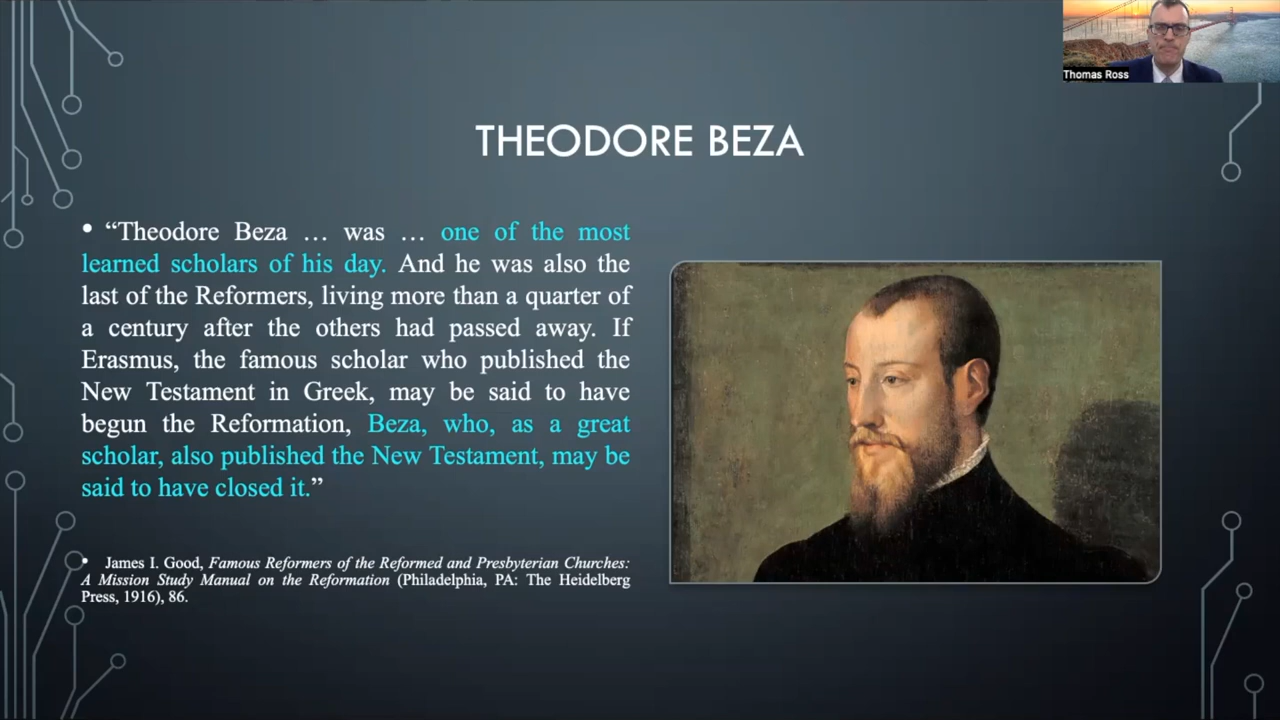 Thomas Ross
THEODORE BEZA
• “Theodore Beza … was … one of the most
learned scholars of his day. And he was also the
last of the Reformers, living more than a quarter of
a century after the others had passed away. If
Erasmus, the famous scholar who published the
New Testament in Greek, may be said to have
begun the Reformation, Beza, who, as a great
scholar, also published the New Testament, may be
said to have closed it.”
• James I. Good, Famous Reformers of the Reformed and Presbyterian Churches:
A Mission Study Manual on the Reformation (Philadelphia, PA: The Heidelberg
Press, 1916), 86.